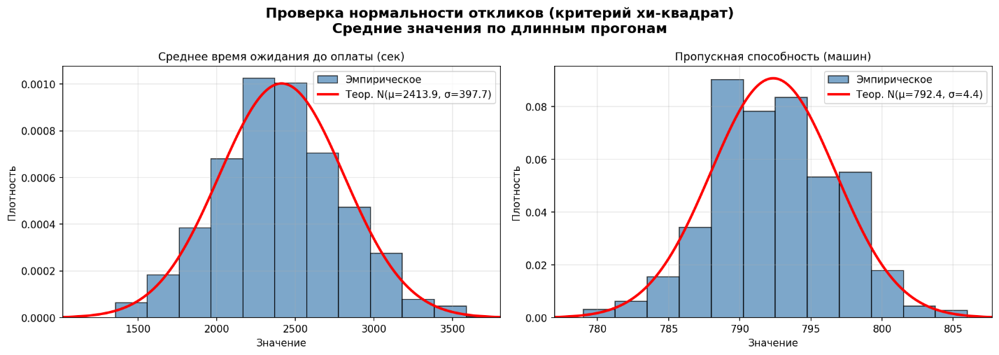 Проверка нормальности откликов (критерий хи-квадрат)
Средние значения по длинным прогонам
Среднее время ожидания до оплаты (сек)
Эмпирическое
Теор. N(μ=2413.9, σ=397.7)
Плотность
0.0010
0.0008
0.0006
0.0004
0.0002
0.0000
1500
2000
2500
3000
3500
Значение
Пропускная способность (машин)
Эмпирическое
Теор. N(μ=792.4, σ=4.4)
Плотность
0.08
0.06
0.04
0.02
0.00
780
785
790
795
800
805
Значение